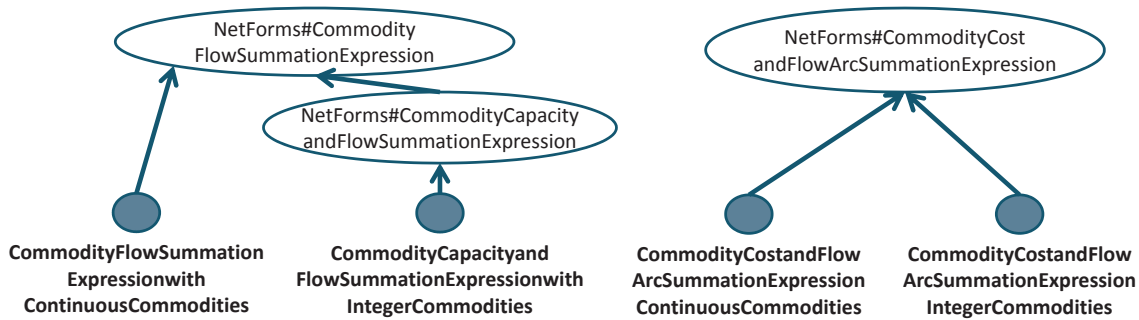 NetForms#Commodity
FlowSummationExpression
NetForms#CommodityCost
andFlowArcSummationExpression
NetForms#CommodityCapacity
andFlowSummationExpression
CommodityFlowSummation
Expressionwith
ContinuousCommodities
CommodityCapacityand
FlowSummationExpressionwith
IntegerCommodities
CommodityCostandFlow
ArcSummationExpression
ContinuousCommodities
CommodityCostandFlow
ArcSummationExpression
IntegerCommodities